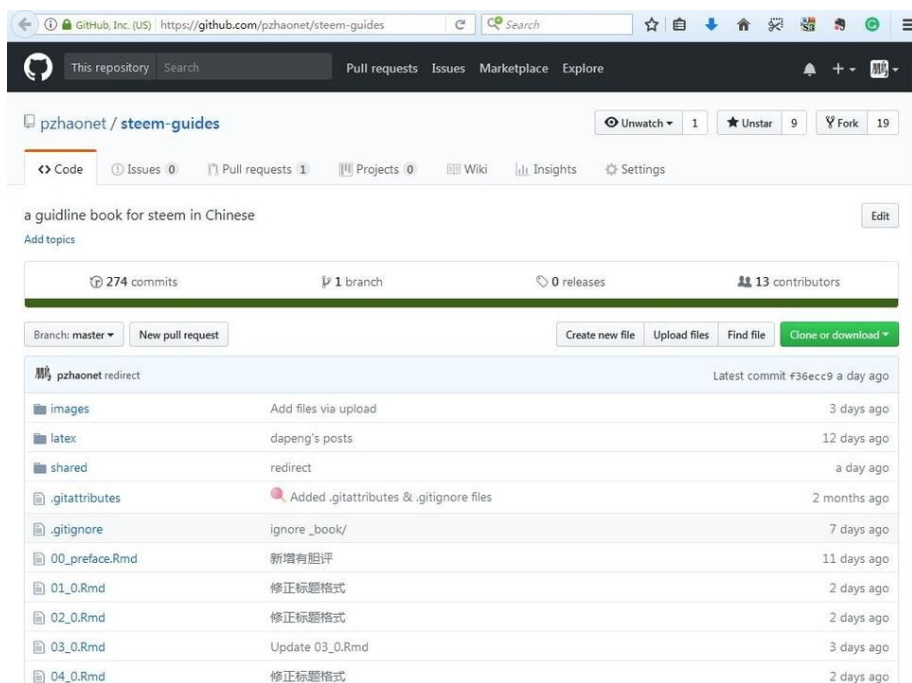 GitHub, Inc. (US) https://github.com/pzhaonet/steem-guides Search
This repository Search Pull requests Issues Marketplace Explore
pzhaonet / steem-guides Unwatch 1 Unstar 9 Fork 19
Code Issues 0 Pull requests 1 Projects 0 Wiki Insights Settings
a guidline book for steem in Chinese Edit
Add topics
274 commits 1 branch 0 releases 13 contributors
Branch: master New pull request Create new file Upload files Find file Clone or download
pzhaonet redirect Latest commit f36ecc9 a day ago
images Add files via upload 3 days ago
latex dapeng's posts 12 days ago
shared redirect a day ago
.gitattributes Added .gitattributes & .gitignore files 2 months ago
.gitignore ignore _book/ 7 days ago
00_preface.Rmd 新增有胆评 11 days ago
01_0.Rmd 修正标题格式 2 days ago
02_0.Rmd 修正标题格式 2 days ago
03_0.Rmd Update 03_0.Rmd 3 days ago
04_0.Rmd 修正标题格式 2 days ago